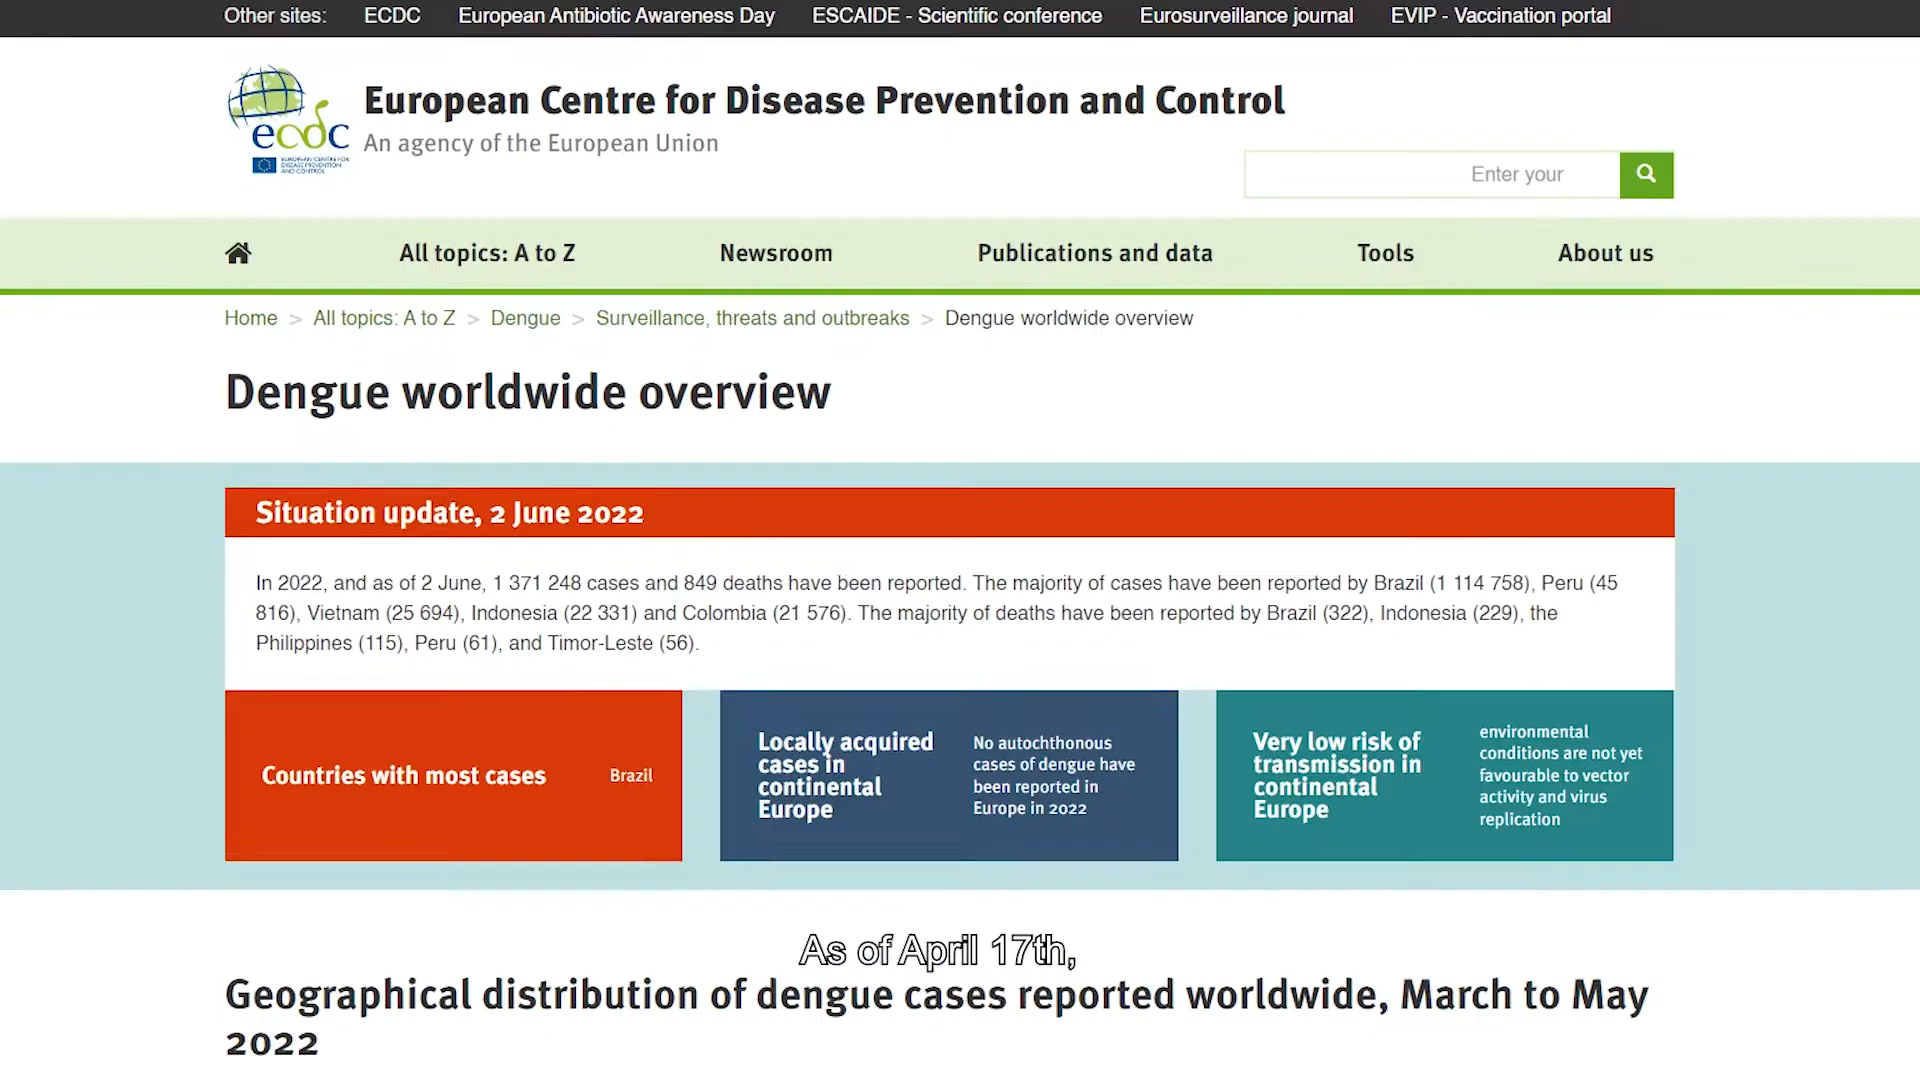 Other sites: ECDC European Antibiotic Awareness Day ESCAIDE - Scientific conference Eurosurveillance journal EVIP - Vaccination portal
European Centre for Disease Prevention and Control
An agency of the European Union
ecdc
EUROPEAN CENTRE FOR
DISEASE PREVENTION
AND CONTROL
Enter your
All topics: A to Z Newsroom Publications and data Tools About us
Home > All topics: A to Z > Dengue > Surveillance, threats and outbreaks > Dengue worldwide overview
Dengue worldwide overview
Situation update, 2 June 2022
In 2022, and as of 2 June, 1 371 248 cases and 849 deaths have been reported. The majority of cases have been reported by Brazil (1 114 758), Peru (45
816), Vietnam (25 694), Indonesia (22 331) and Colombia (21 576). The majority of deaths have been reported by Brazil (322), Indonesia (229), the
Philippines (115), Peru (61), and Timor-Leste (56).
Countries with most cases Brazil
Locally acquired
cases in
continental
Europe
No autochthonous
cases of dengue have
been reported in
Europe in 2022
Very low risk of
transmission in
continental
Europe
environmental
conditions are not yet
favourable to vector
activity and virus
replication
As of April 17th,
Geographical distribution of dengue cases reported worldwide, March to May
2022